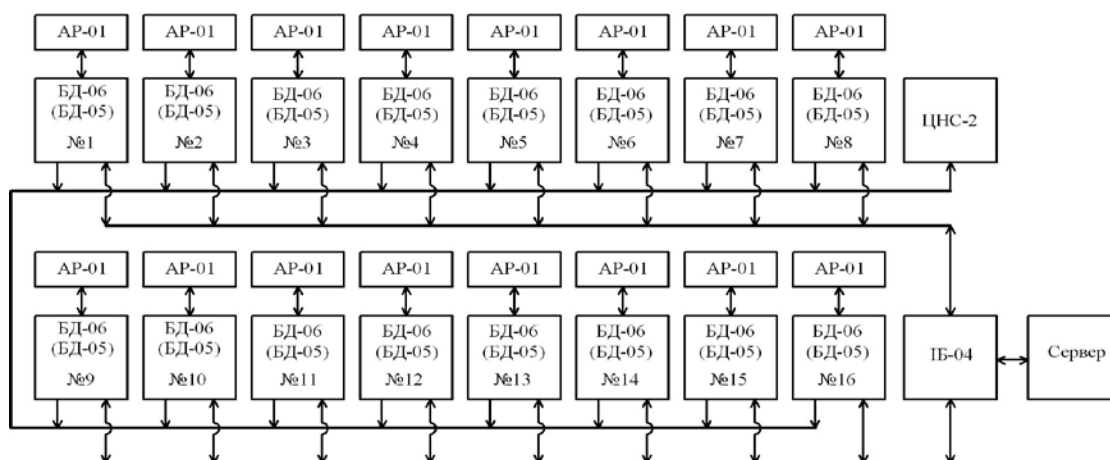 АР-01 АР-01 АР-01 АР-01 АР-01 АР-01 АР-01 АР-01
БД-06 БД-06 БД-06 БД-06 БД-06 БД-06 БД-06 БД-06
(БД-05) (БД-05) (БД-05) (БД-05) (БД-05) (БД-05) (БД-05) (БД-05)
ЦНС-2
№1 №2 №3 №4 №5 №6 №7 №8
АР-01 АР-01 АР-01 АР-01 АР-01 АР-01 АР-01 АР-01
БД-06 БД-06 БД-06 БД-06 БД-06 БД-06 БД-06 БД-06
(БД-05) (БД-05) (БД-05) (БД-05) (БД-05) (БД-05) (БД-05) (БД-05)
ІБ-04 Сервер
№9 №10 №11 №12 №13 №14 №15 №16